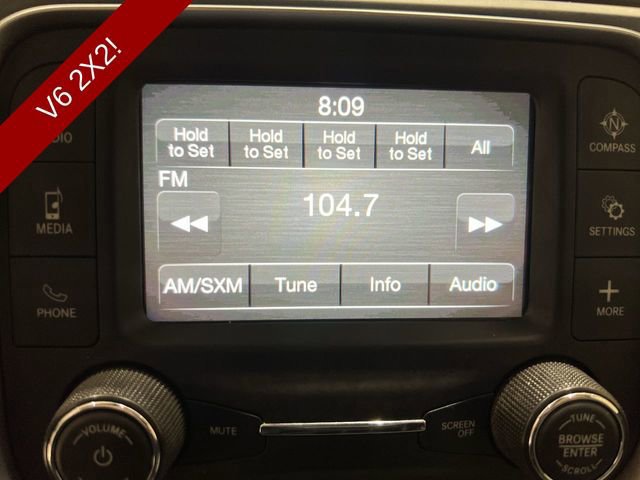 V6 2X2!
8:09
Hold to Set Hold to Set Hold to Set Hold to Set All
FM
104.7
AM/SXM Tune Info Audio
MEDIA
PHONE
COMPASS
SETTINGS
MORE
VOLUME
MUTE
SCREEN OFF
TUNE
BROWSE
ENTER
SCROLL